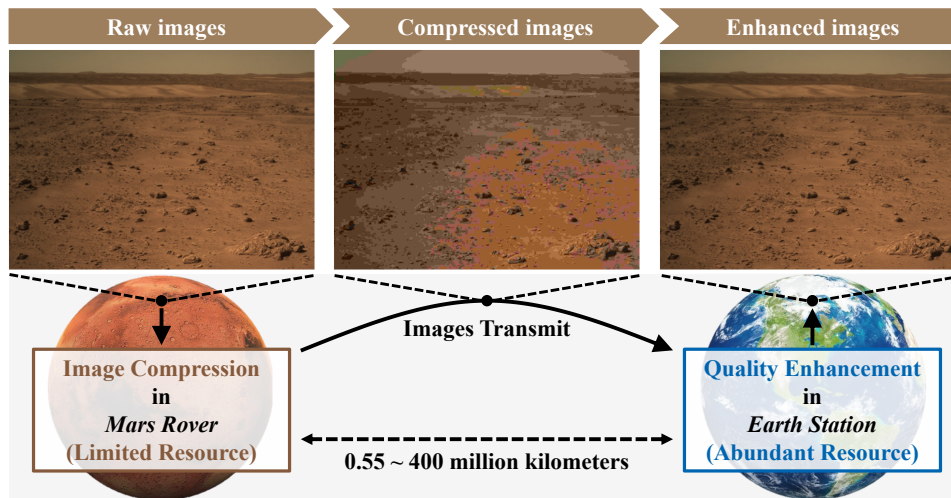 Raw images
Compressed images
Enhanced images
Images Transmit
Image Compression
in
Mars Rover
(Limited Resource)
Quality Enhancement
in
Earth Station
(Abundant Resource)
0.55 ~ 400 million kilometers